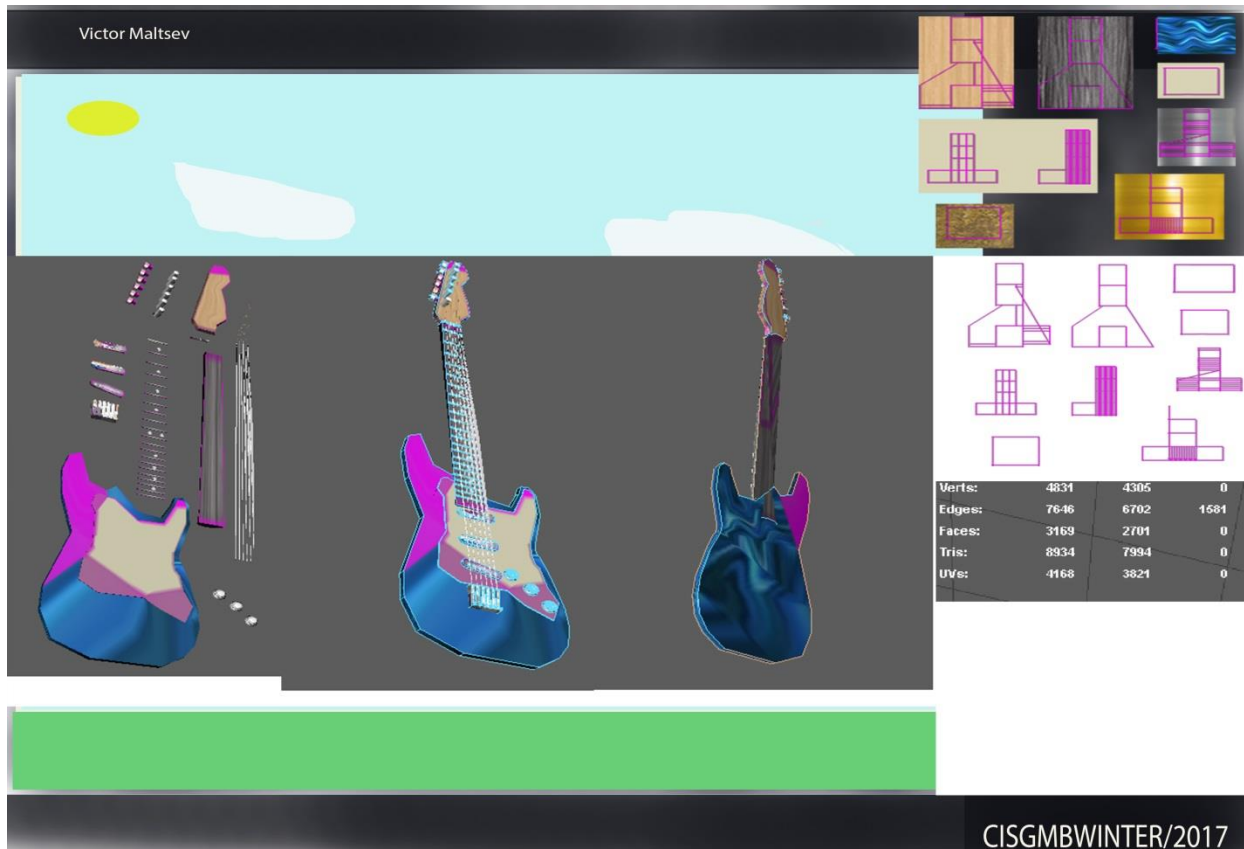 Victor Maltsev
Verts: 4831 4305 0
Edges: 7646 6702 1581
Faces: 3169 2701 0
Tris: 8934 7994 0
UVs: 4168 3821 0
CISGMBWINTER/2017